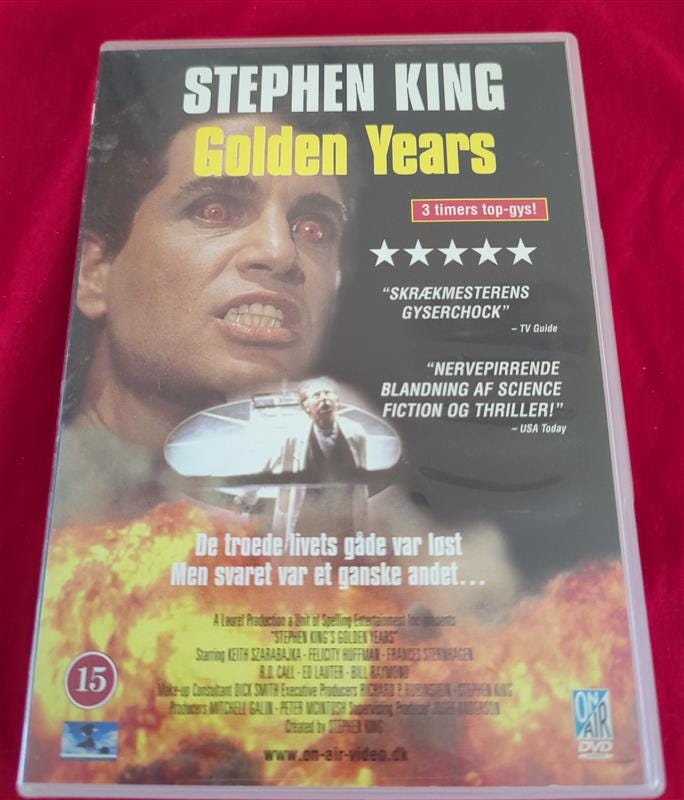 STEPHEN KING
Golden Years
3 timers top-gys!
"SKRÆKMESTERENS
GYSERCHOCK"
– TV Guide
"NERVEPIRRENDE
BLANDNING AF SCIENCE
FICTION OG THRILLER!"
– USA Today
De troede livets gåde var løst
Men svaret var et ganske andet...
A Laurel Production a Unit of Spelling Entertainment Inc. presents
"STEPHEN KING'S GOLDEN YEARS"
Starring KEITH SZARABAJKA - FELICITY HUFFMAN - FRANCES STERNHAGEN
R.D. CALL - ED LAUTER - BILL RAYMOND
Make-up Consultant DICK SMITH Executive Producers RICHARD P. RUBINSTEIN - STEPHEN KING
Producers MITCHELL GALIN - PETER MCINTOSH Supervising Producer
Created by STEPHEN KING
15
ON
AIR
DVD
www.on-air-video.dk